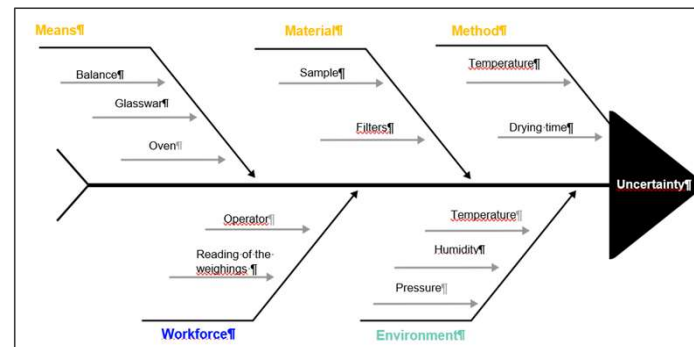 Means¶
Material¶
Method¶
Balance¶
Glasswar¶
Oven¶
Sample¶
Filters¶
Temperature¶
Drying·time¶
Uncertainty¶
Operator¶
Reading·of·the·
weighings·¶
Temperature¶
Humidity¶
Pressure¶
Workforce¶
Environment¶